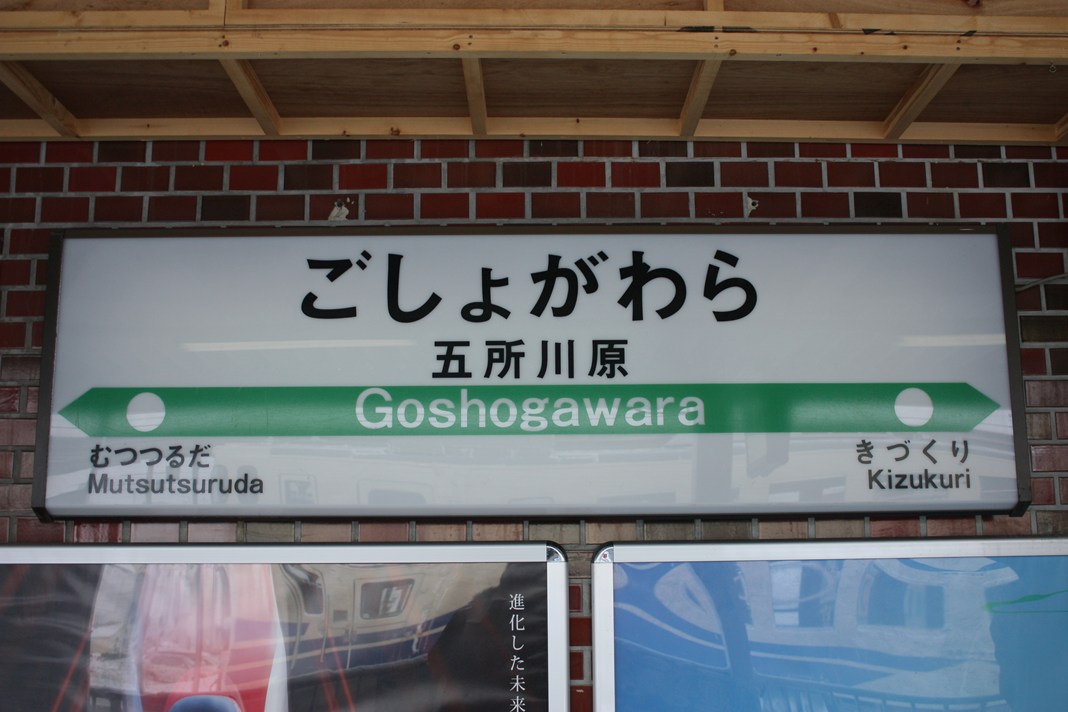 ごしょがわら
五所川原
Goshogawara
むつつるだ
Mutsutsuruda
きづくり
Kizukuri
進化した未来